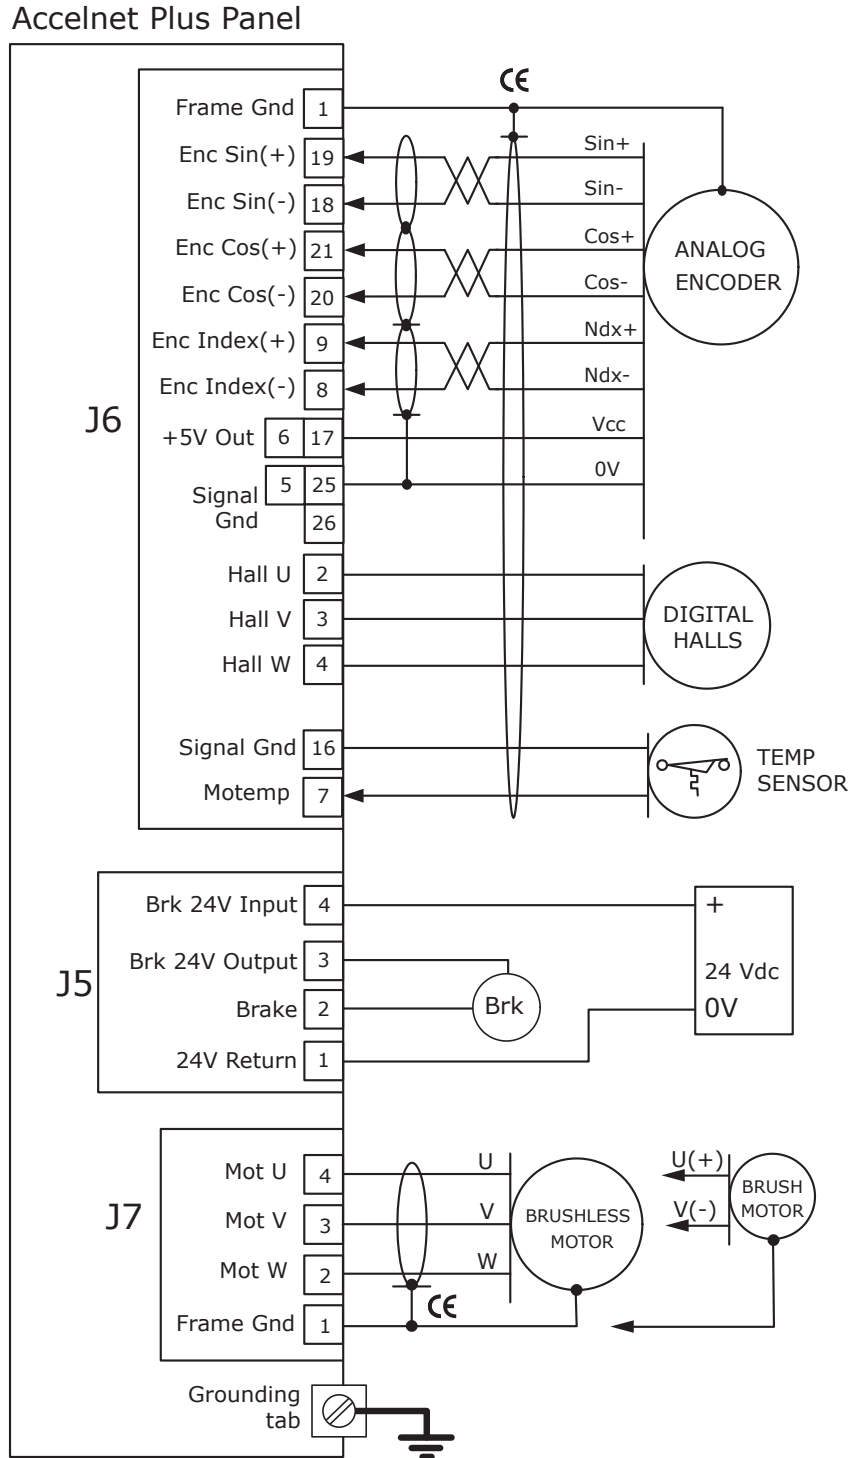 Accelnet Plus Panel
J6
Frame Gnd 1
CE
Enc Sin(+) 19 Sin+
Enc Sin(-) 18 Sin-
Enc Cos(+) 21 Cos+
Enc Cos(-) 20 Cos-
ANALOG
ENCODER
Enc Index(+) 9 Ndx+
Enc Index(-) 8 Ndx-
+5V Out 6 17 Vcc
Signal
Gnd
5 25 0V
26
Hall U 2
Hall V 3
Hall W 4
DIGITAL
HALLS
Signal Gnd 16
Motemp 7
TEMP
SENSOR
J5
Brk 24V Input 4 +
Brk 24V Output 3
24 Vdc
Brake 2 Brk 0V
24V Return 1
J7
Mot U 4 U
Mot V 3 V
Mot W 2 W
BRUSHLESS
MOTOR
U(+)
V(-)
BRUSH
MOTOR
Frame Gnd 1
CE
Grounding
tab